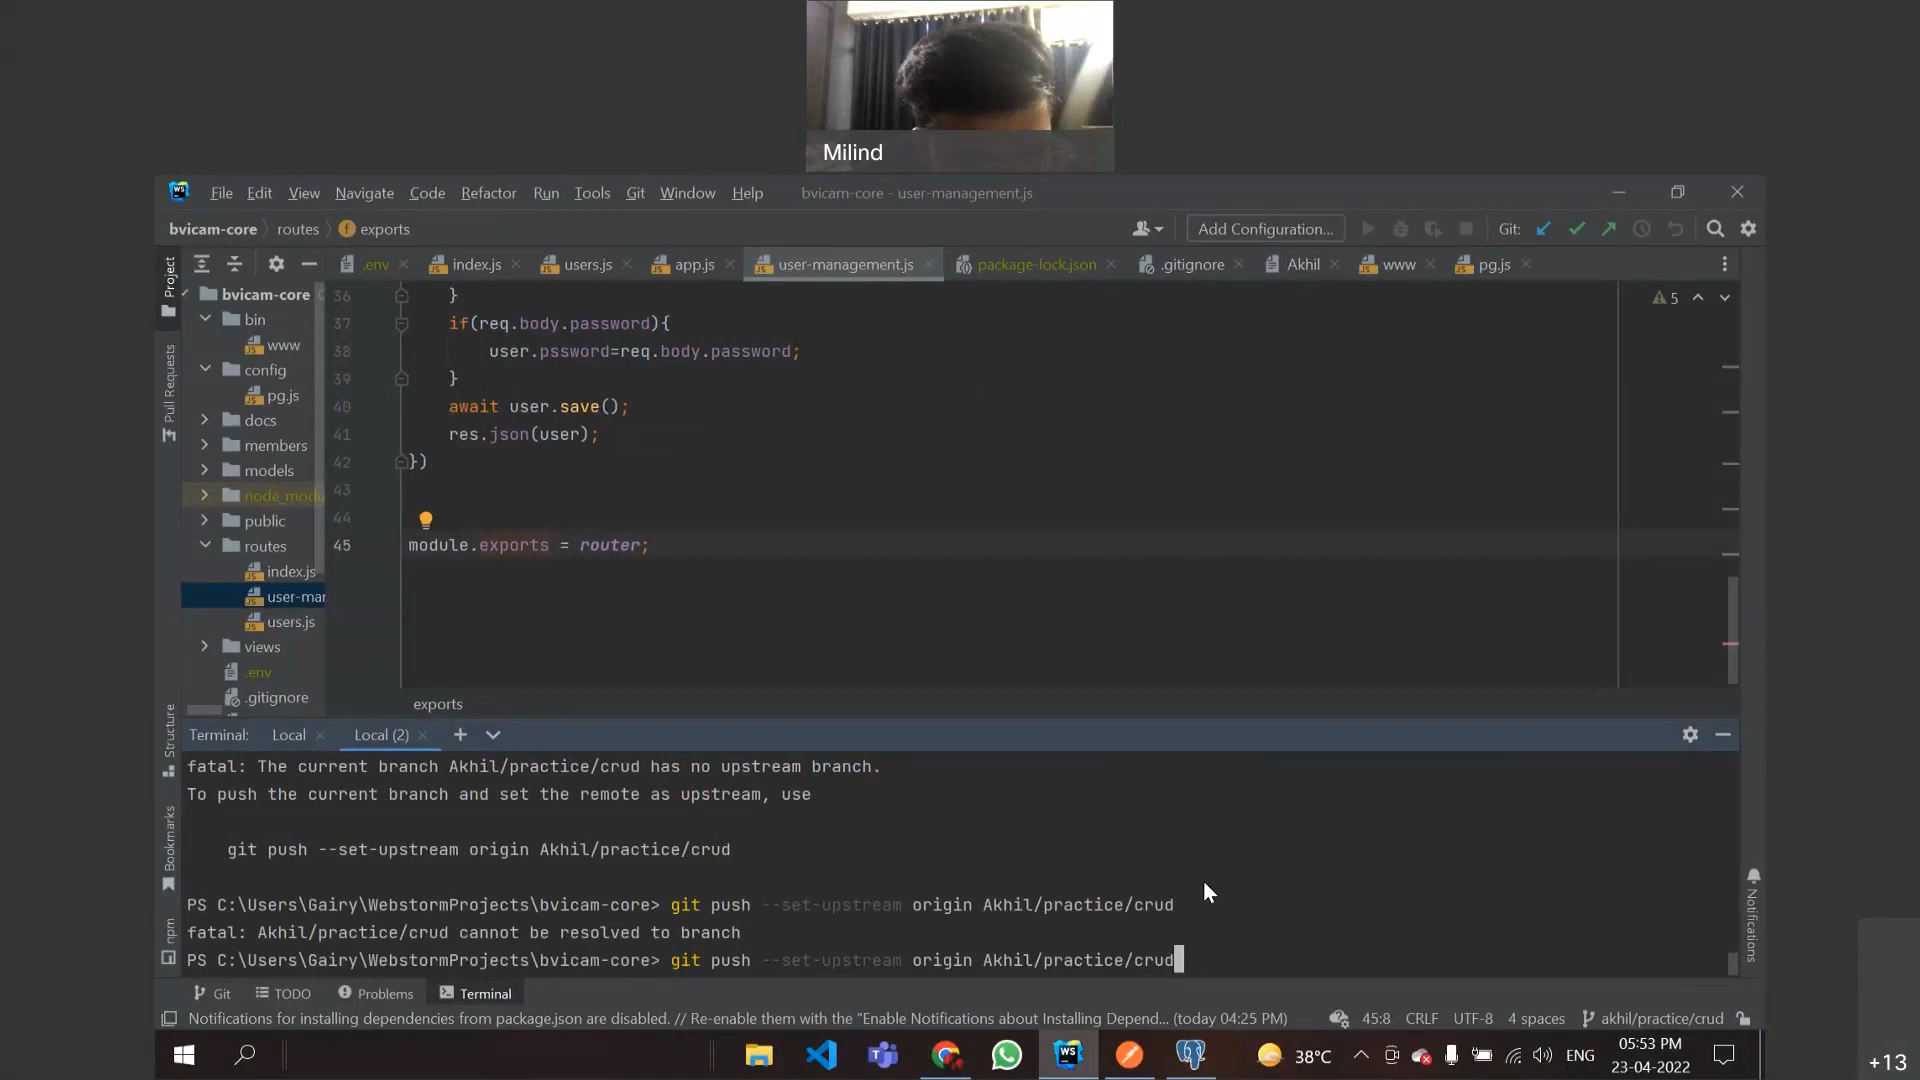 Milind
File Edit View Navigate Code Refactor Run Tools Git Window Help bvicam-core - user-management.js
bvicam-core routes exports Add Configuration... Git:
.env index.js users.js app.js user-management.js package-lock.json .gitignore Akhil www pg.js
Project
Pull Requests
Structure
Bookmarks
npm
bvicam-core
bin
www
config
pg.js
docs
members
models
node_modu
public
routes
index.js
user-mar
users.js
views
.env
.gitignore
5
36 }
37 if(req.body.password){
38 user.pssword=req.body.password;
39 }
40 await user.save();
41 res.json(user);
42 })
43
44
45 module.exports = router;
exports
Terminal: Local Local (2)
fatal: The current branch Akhil/practice/crud has no upstream branch.
To push the current branch and set the remote as upstream, use
git push --set-upstream origin Akhil/practice/crud
PS C:\Users\Gairy\WebstormProjects\bvicam-core> git push --set-upstream origin Akhil/practice/crud
fatal: Akhil/practice/crud cannot be resolved to branch
PS C:\Users\Gairy\WebstormProjects\bvicam-core> git push --set-upstream origin Akhil/practice/crud
Notifications
Git TODO Problems Terminal
Notifications for installing dependencies from package.json are disabled. // Re-enable them with the "Enable Notifications about Installing Depend... (today 04:25 PM) 45:8 CRLF UTF-8 4 spaces akhil/practice/crud
38°C ENG 05:53 PM
23-04-2022
+13